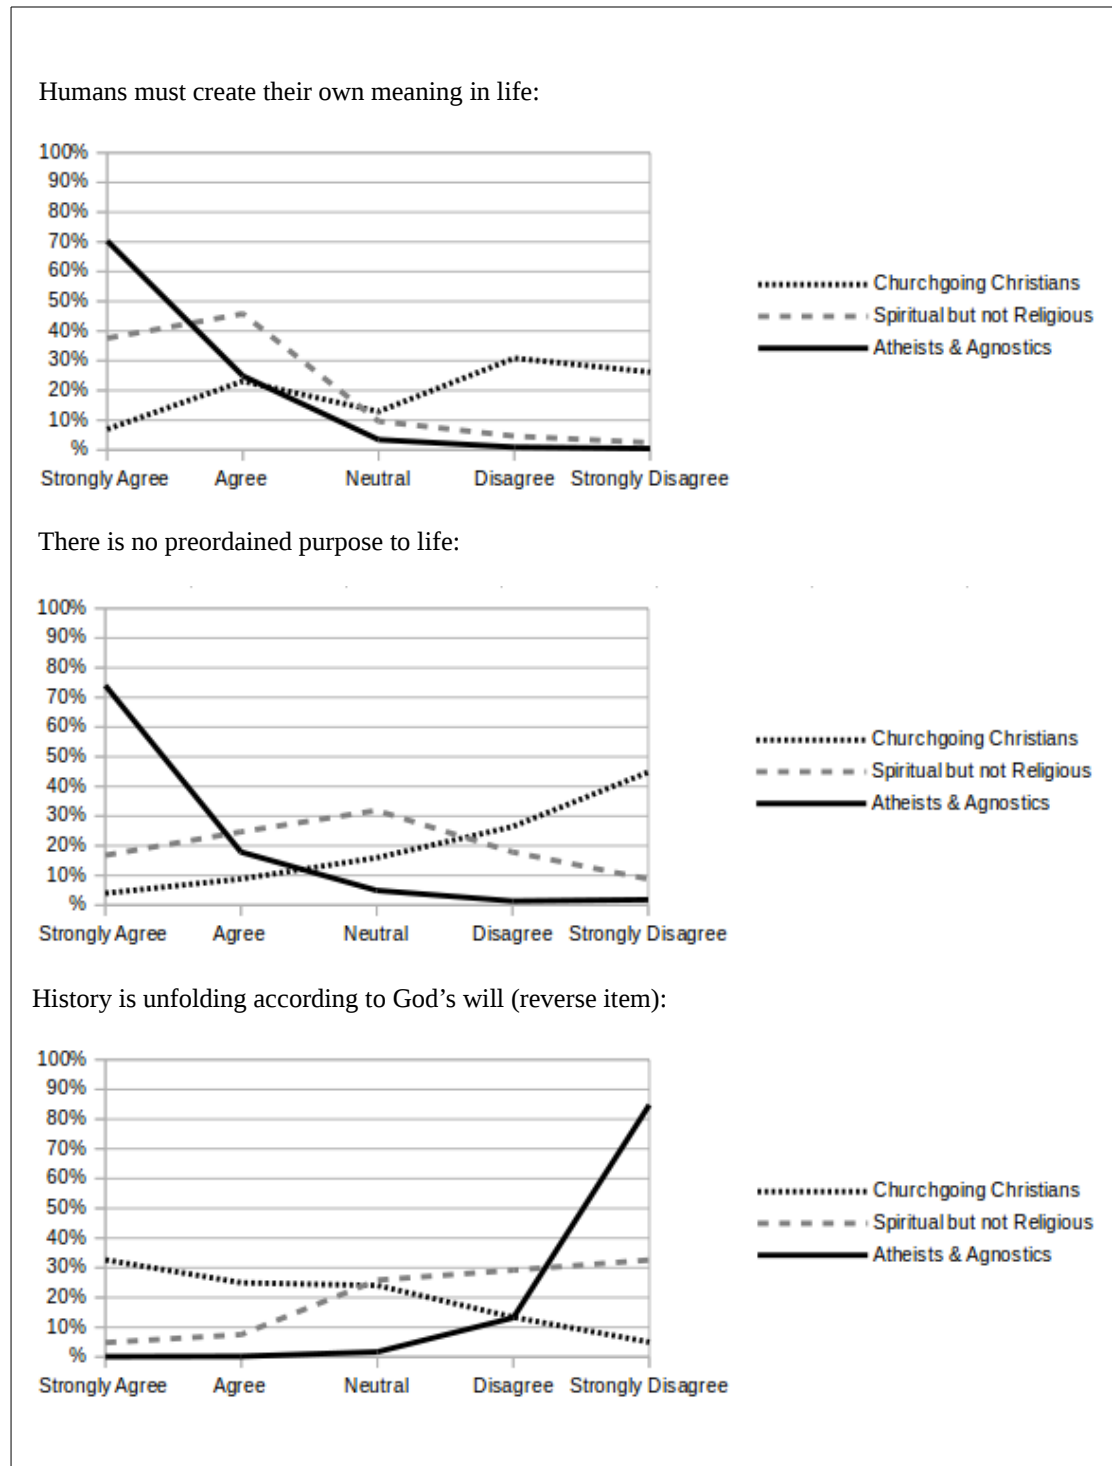 Humans must create their own meaning in life:
100%
90%
80%
70%
60%
50%
40%
30%
20%
10%
%
Strongly Agree Agree Neutral Disagree Strongly Disagree
Churchgoing Christians
Spiritual but not Religious
Atheists & Agnostics
There is no preordained purpose to life:
100%
90%
80%
70%
60%
50%
40%
30%
20%
10%
%
Strongly Agree Agree Neutral Disagree Strongly Disagree
Churchgoing Christians
Spiritual but not Religious
Atheists & Agnostics
History is unfolding according to God’s will (reverse item):
100%
90%
80%
70%
60%
50%
40%
30%
20%
10%
%
Strongly Agree Agree Neutral Disagree Strongly Disagree
Churchgoing Christians
Spiritual but not Religious
Atheists & Agnostics